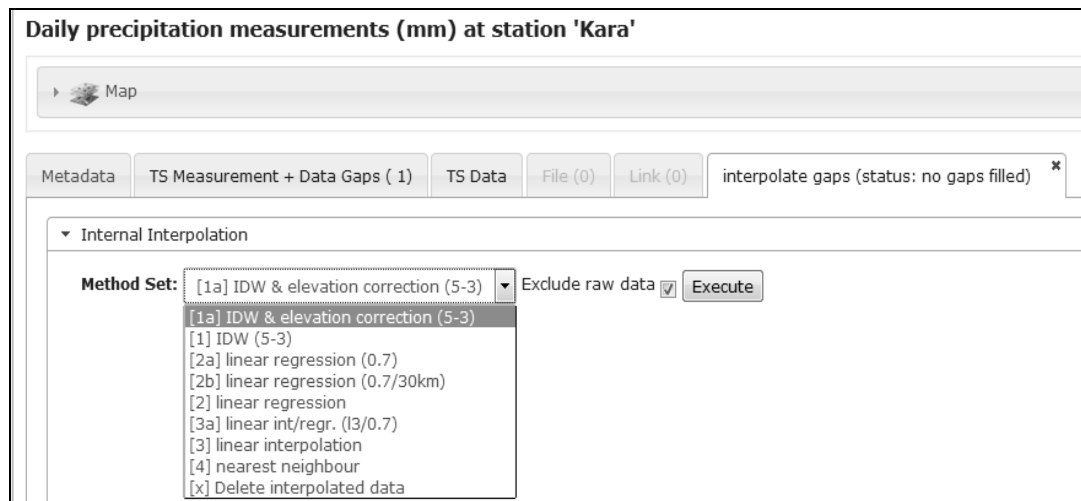 Daily precipitation measurements (mm) at station 'Kara'
Map
Metadata TS Measurement + Data Gaps ( 1) TS Data File (0) Link (0) interpolate gaps (status: no gaps filled)
Internal Interpolation
Method Set: [1a] IDW & elevation correction (5-3) Exclude raw data Execute
[1a] IDW & elevation correction (5-3)
[1] IDW (5-3)
[2a] linear regression (0.7)
[2b] linear regression (0.7/30km)
[2] linear regression
[3a] linear int/regr. (l3/0.7)
[3] linear interpolation
[4] nearest neighbour
[x] Delete interpolated data